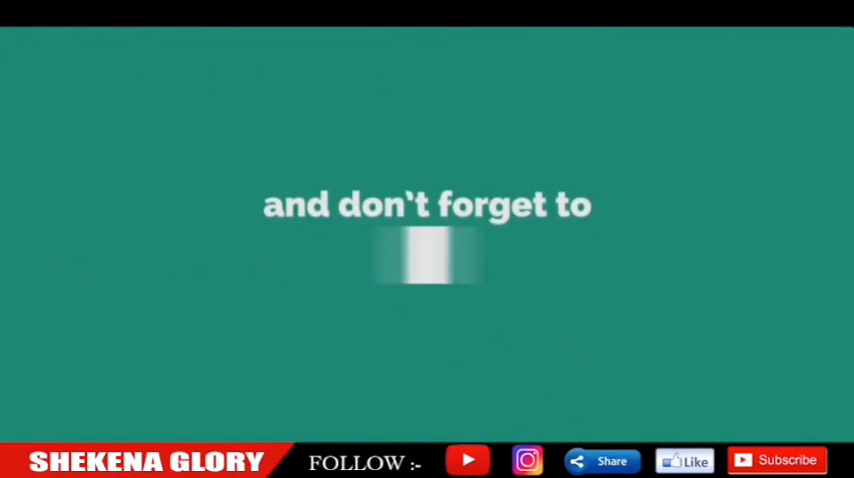 and don't forget to
SHEKENA GLORY FOLLOW :- Share Like Subscribe